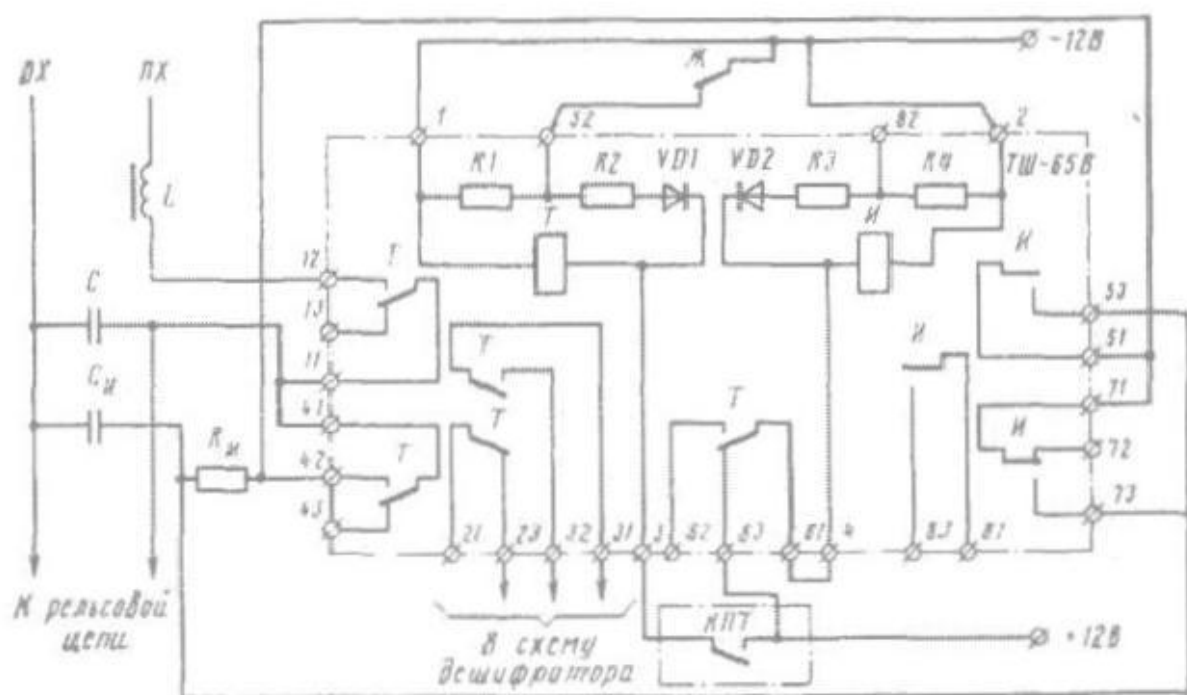 -12В
ОХ
ПХ
Ж
1
52
82
2
R1
R2
VD1
VD2
R3
R4
ТШ-65В
L
Т
И
12
Т
И
C
13
53
11
Т
И
51
Cи
41
Т
71
Rи
42
Т
Т
И
72
43
73
21
23
32
31
3
62
63
61
4
83
81
К рельсовой
цепи
В схему
дешифратора
КПТ
+12В